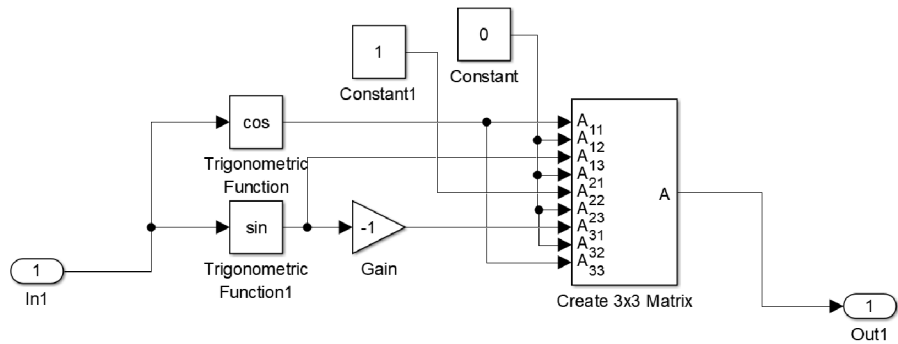 0
Constant
1
Constant1
cos
Trigonometric
Function
sin
Trigonometric
Function1
-1
Gain
1
In1
A11
A12
A13
A21
A22
A23
A31
A32
A33
A
Create 3x3 Matrix
1
Out1